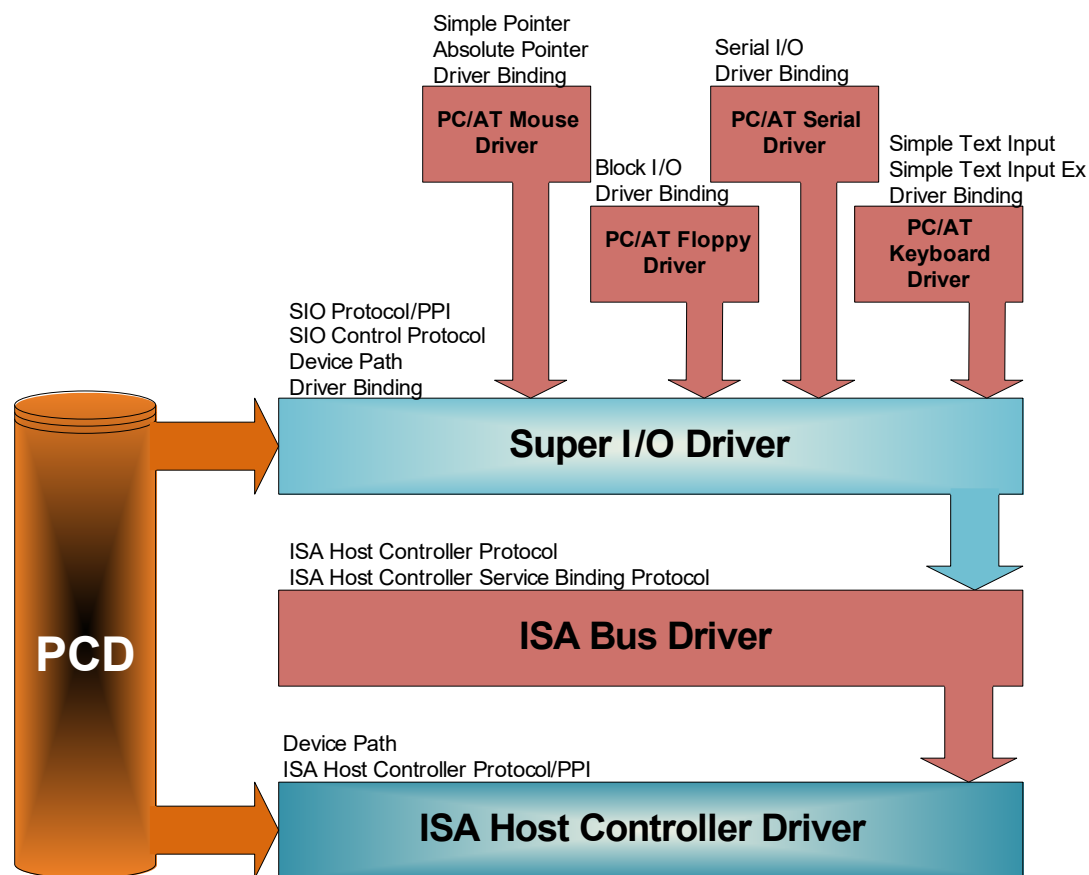 Simple Pointer
Absolute Pointer
Driver Binding
PC/AT Mouse
Driver
Serial I/O
Driver Binding
PC/AT Serial
Driver
Block I/O
Driver Binding
PC/AT Floppy
Driver
Simple Text Input
Simple Text Input Ex
Driver Binding
PC/AT
Keyboard
Driver
SIO Protocol/PPI
SIO Control Protocol
Device Path
Driver Binding
Super I/O Driver
ISA Host Controller Protocol
ISA Host Controller Service Binding Protocol
ISA Bus Driver
PCD
Device Path
ISA Host Controller Protocol/PPI
ISA Host Controller Driver